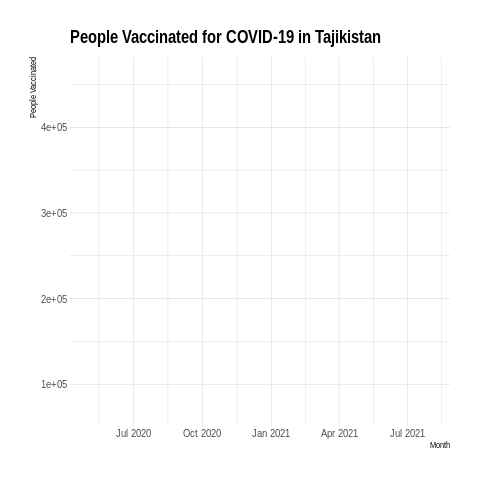 People Vaccinated for COVID-19 in Tajikistan
People Vaccinated
4e+05
3e+05
2e+05
1e+05
Jul 2020 Oct 2020 Jan 2021 Apr 2021 Jul 2021
Month